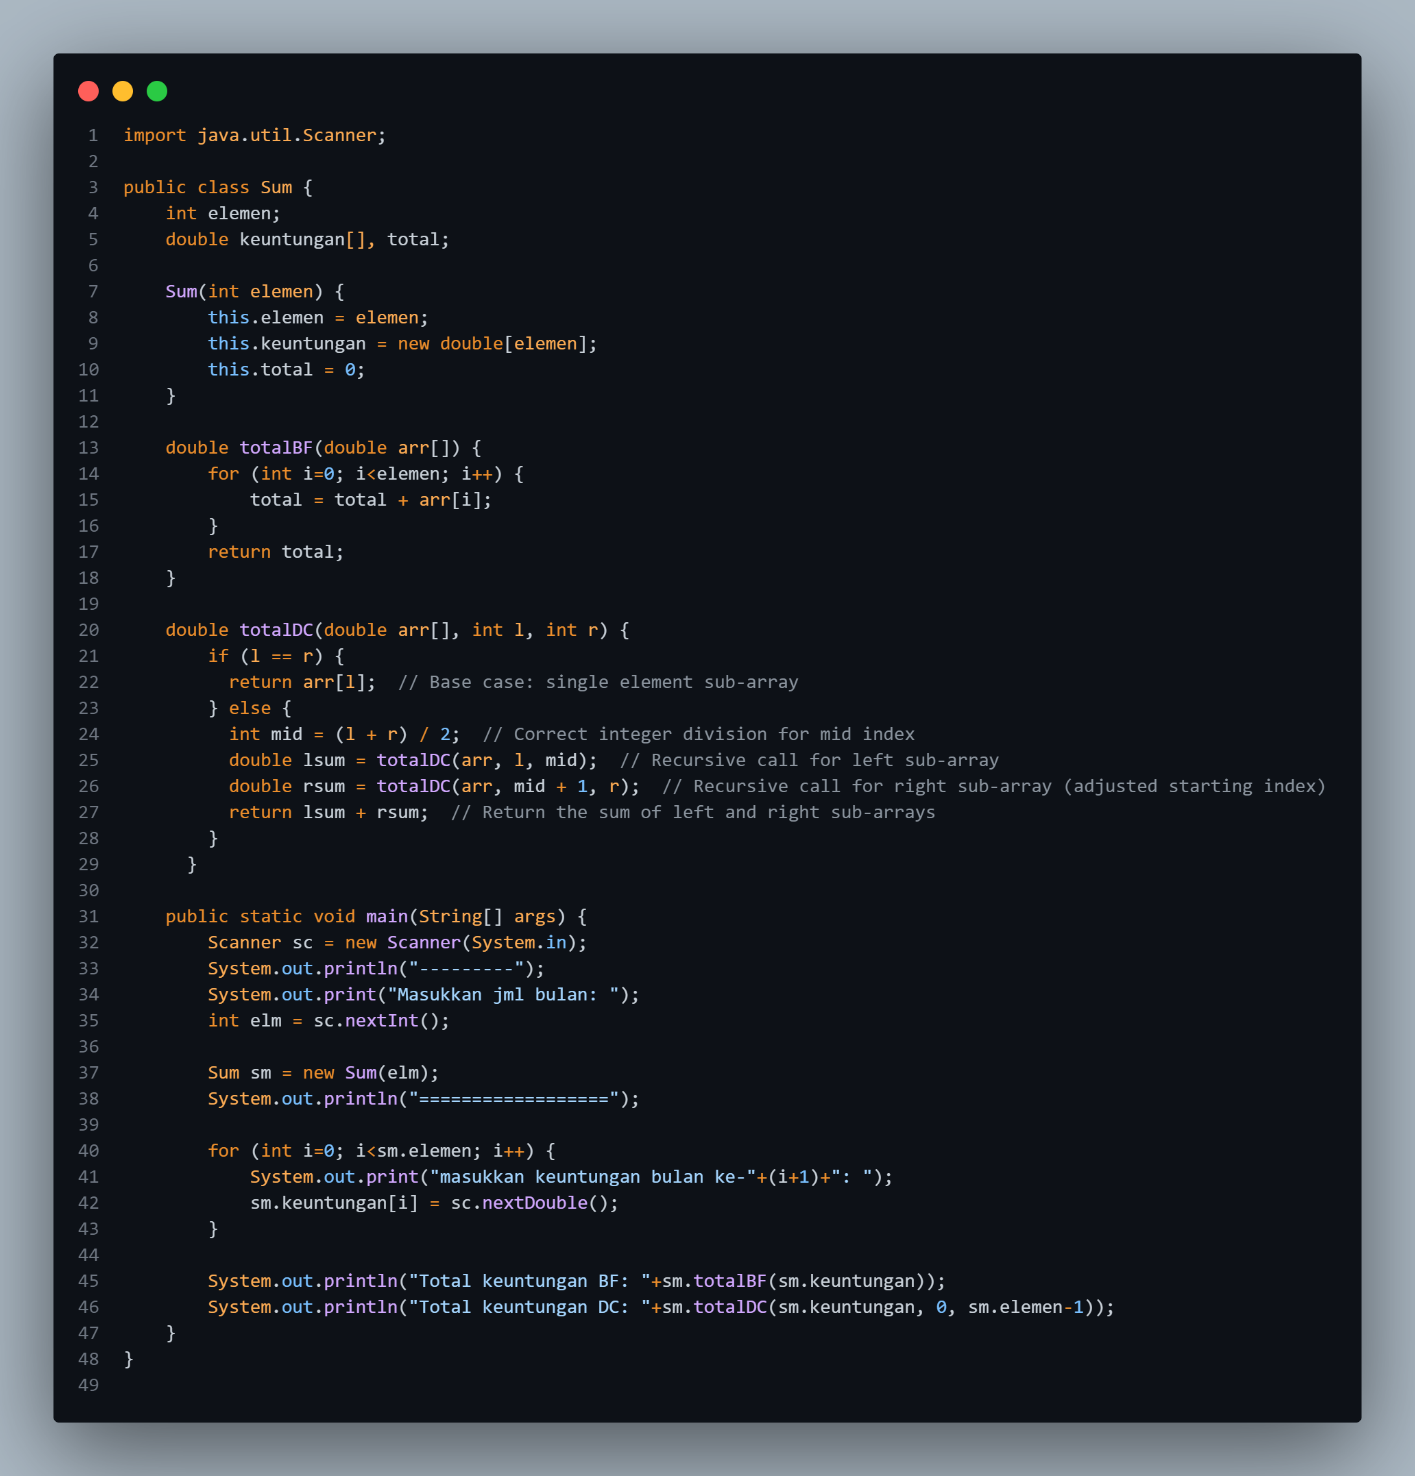 1 import java.util.Scanner;
2
3 public class Sum {
4     int elemen;
5     double keuntungan[], total;
6
7     Sum(int elemen) {
8         this.elemen = elemen;
9         this.keuntungan = new double[elemen];
10         this.total = 0;
11     }
12
13     double totalBF(double arr[]) {
14         for (int i=0; i<elemen; i++) {
15             total = total + arr[i];
16         }
17         return total;
18     }
19
20     double totalDC(double arr[], int l, int r) {
21         if (l == r) {
22           return arr[l];  // Base case: single element sub-array
23         } else {
24           int mid = (l + r) / 2;  // Correct integer division for mid index
25           double lsum = totalDC(arr, l, mid);  // Recursive call for left sub-array
26           double rsum = totalDC(arr, mid + 1, r);  // Recursive call for right sub-array (adjusted starting index)
27           return lsum + rsum;  // Return the sum of left and right sub-arrays
28         }
29       }
30
31     public static void main(String[] args) {
32         Scanner sc = new Scanner(System.in);
33         System.out.println("---------");
34         System.out.print("Masukkan jml bulan: ");
35         int elm = sc.nextInt();
36
37         Sum sm = new Sum(elm);
38         System.out.println("==================");
39
40         for (int i=0; i<sm.elemen; i++) {
41             System.out.print("masukkan keuntungan bulan ke-"+(i+1)+": ");
42             sm.keuntungan[i] = sc.nextDouble();
43         }
44
45         System.out.println("Total keuntungan BF: "+sm.totalBF(sm.keuntungan));
46         System.out.println("Total keuntungan DC: "+sm.totalDC(sm.keuntungan, 0, sm.elemen-1));
47     }
48 }
49